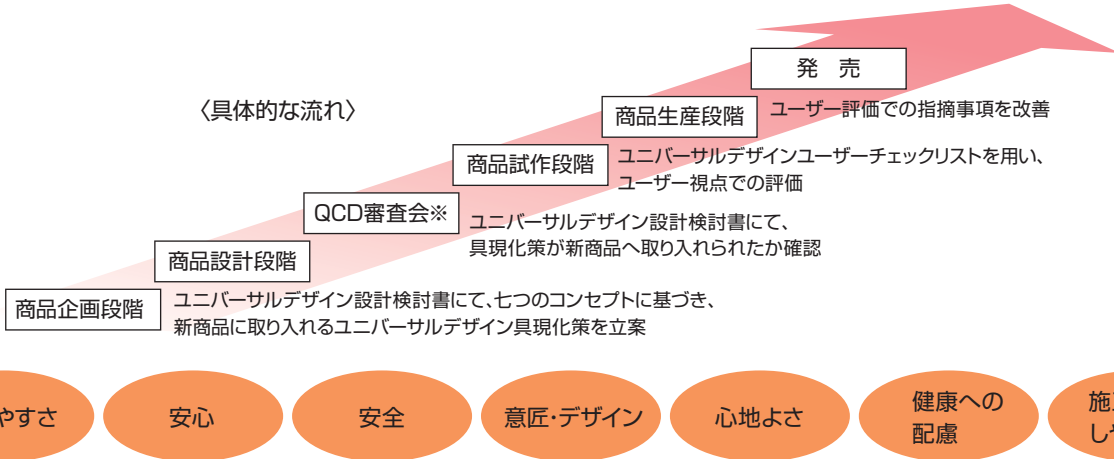 〈具体的な流れ〉
発 売
商品生産段階
ユーザー評価での指摘事項を改善
商品試作段階
ユニバーサルデザインユーザーチェックリストを用い、
ユーザー視点での評価
QCD審査会※
ユニバーサルデザイン設計検討書にて、
具現化策が新商品へ取り入れられたか確認
商品設計段階
商品企画段階
ユニバーサルデザイン設計検討書にて、七つのコンセプトに基づき、
新商品に取り入れるユニバーサルデザイン具現化策を立案
やすさ
安心
安全
意匠・デザイン
心地よさ
健康への
配慮
施
し